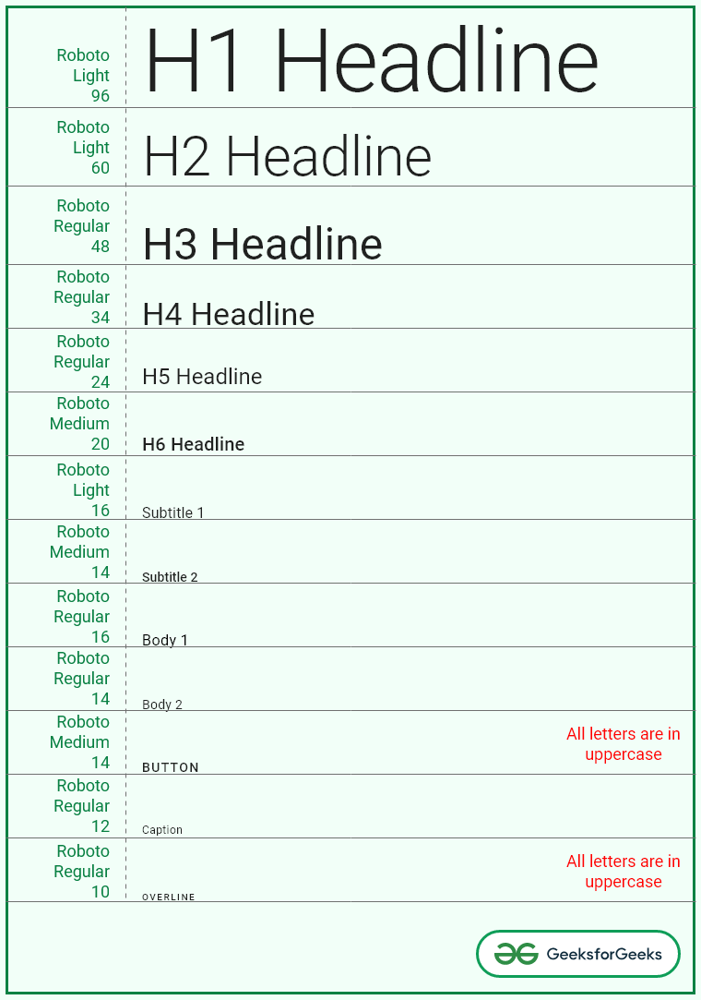 Roboto
Light
96
H1 Headline
Roboto
Light
60
H2 Headline
Roboto
Regular
48
H3 Headline
Roboto
Regular
34
H4 Headline
Roboto
Regular
24
H5 Headline
Roboto
Medium
20
H6 Headline
Roboto
Light
16
Subtitle 1
Roboto
Medium
14
Subtitle 2
Roboto
Regular
16
Body 1
Roboto
Regular
14
Body 2
Roboto
Medium
14
BUTTON
All letters are in
uppercase
Roboto
Regular
12
Caption
Roboto
Regular
10
OVERLINE
All letters are in
uppercase
GeeksforGeeks